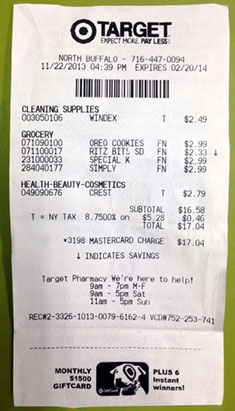 TARGET
EXPECT MORE. PAY LESS.
NORTH BUFFALO - 716-447-0094
11/22/2013 04:39 PM EXPIRES 02/20/14
CLEANING SUPPLIES
003050106 WINDEX T $2.49
GROCERY
071090100 OREO COOKIES FN $2.99
071100017 RITZ BITS SD FN $2.33 ↓
231000033 SPECIAL K FN $2.99
284040177 SIMPLY FN $2.99
HEALTH-BEAUTY-COSMETICS
049090676 CREST T $2.79
SUBTOTAL $16.58
T = NY TAX 8.7500% on $5.28 $0.46
TOTAL $17.04
*3198 MASTERCARD CHARGE $17.04
↓ INDICATES SAVINGS
Target Pharmacy We're here to help!
9am - 7pm M-F
9am - 5pm Sat
11am - 5pm Sun
REC#2-3326-1013-0079-6162-4 VCD#752-253-741
MONTHLY
$1500
GIFTCARD
PLUS 6
Instant
winners!